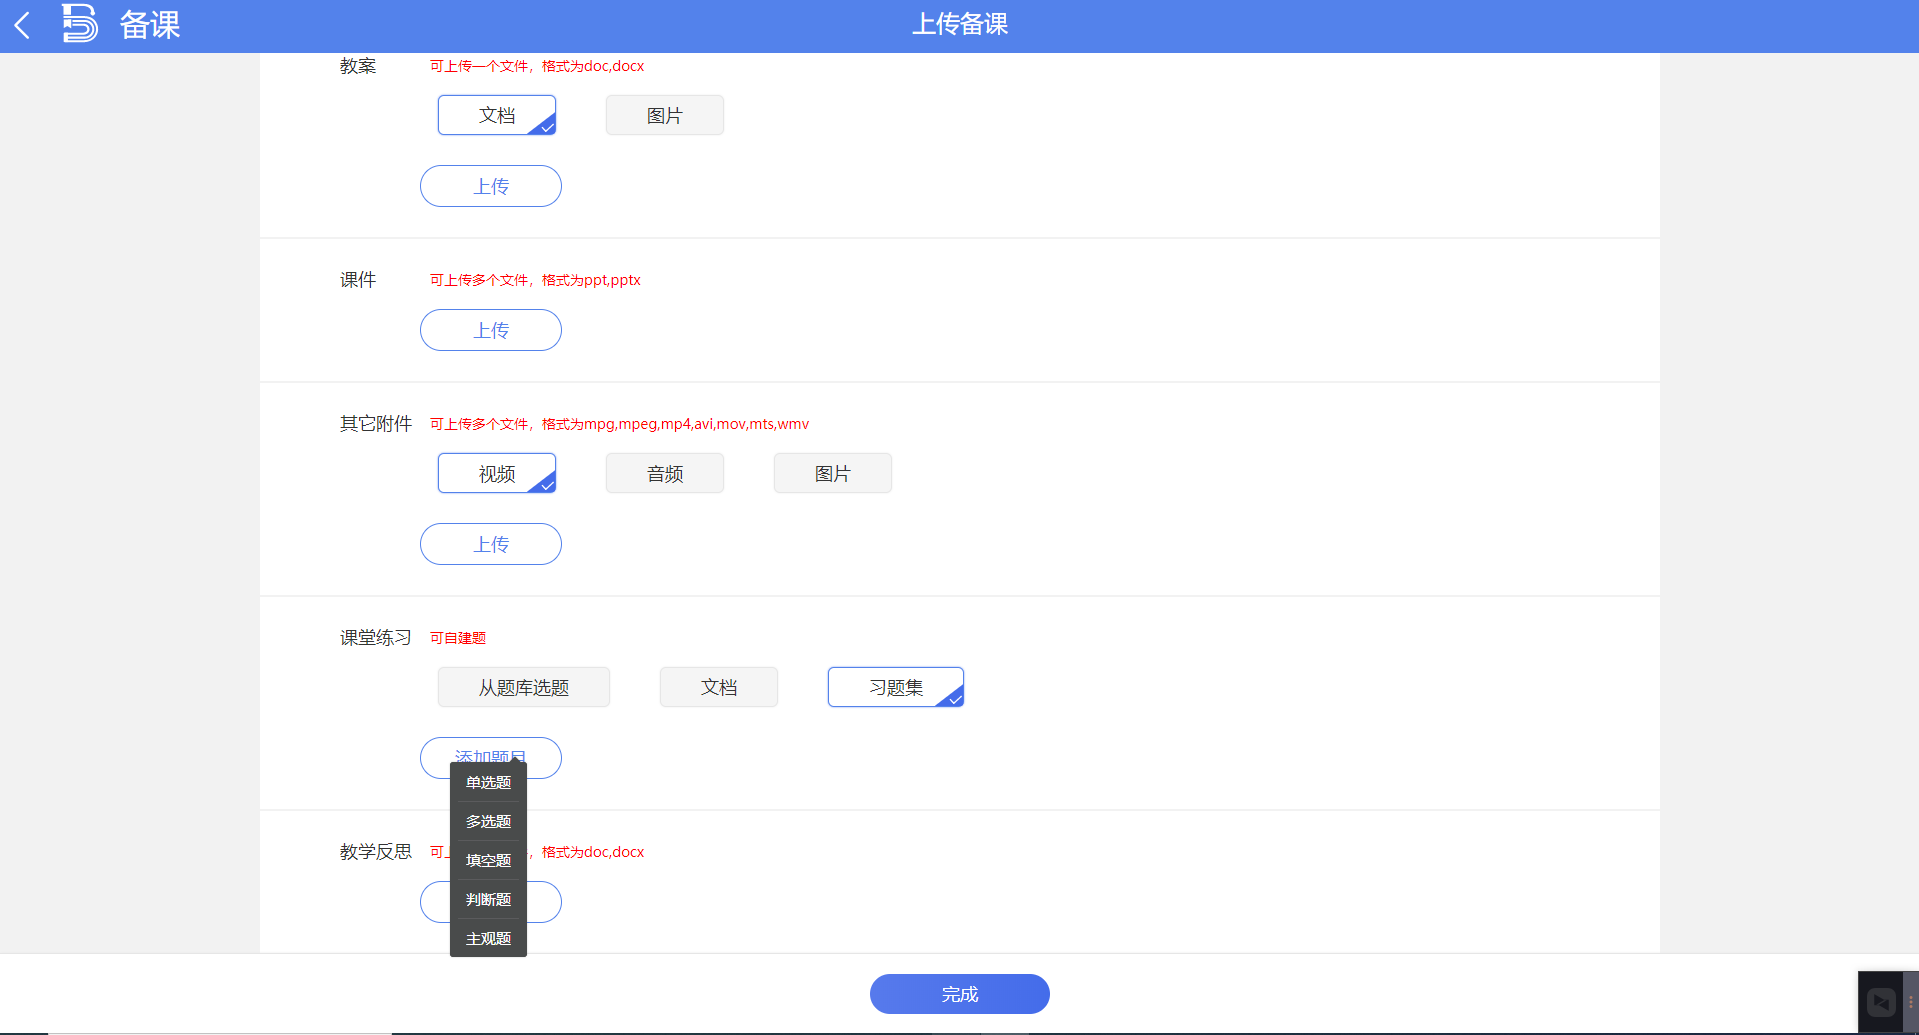 备课
上传备课
教案 可上传一个文件，格式为doc,docx
文档 图片
上传
课件 可上传多个文件，格式为ppt,pptx
上传
其它附件 可上传多个文件，格式为mpg,mpeg,mp4,avi,mov,mts,wmv
视频 音频 图片
上传
课堂练习 可自建题
从题库选题 文档 习题集
添加题目
单选题
多选题
教学反思 可上 ，格式为doc,docx
填空题
判断题
主观题
完成